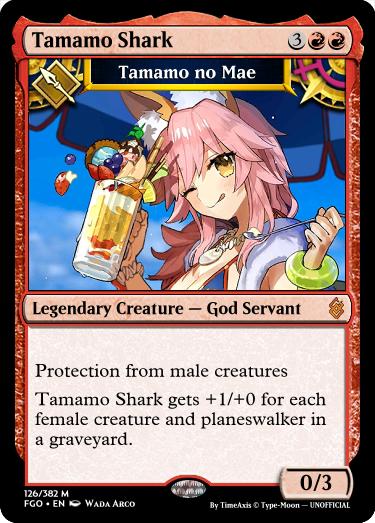 Tamamo Shark 3
Tamamo no Mae
Legendary Creature — God Servant
Protection from male creatures
Tamamo Shark gets +1/+0 for each
female creature and planeswalker in
a graveyard.
0/3
126/382 M
FGO • EN Wada Arco
By TimeAxis © Type-Moon — UNOFFICIAL